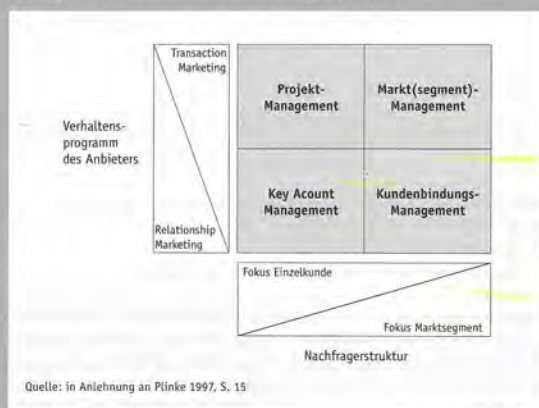 Transaction
Marketing
Verhaltens-
programm
des Anbieters
Relationship
Marketing
Projekt-
Management
Markt(segment)-
Management
Key Acount
Management
Kundenbindungs-
Management
Fokus Einzelkunde
Fokus Marktsegment
Nachfragerstruktur
Quelle: in Anlehnung an Plinke 1997, S. 15